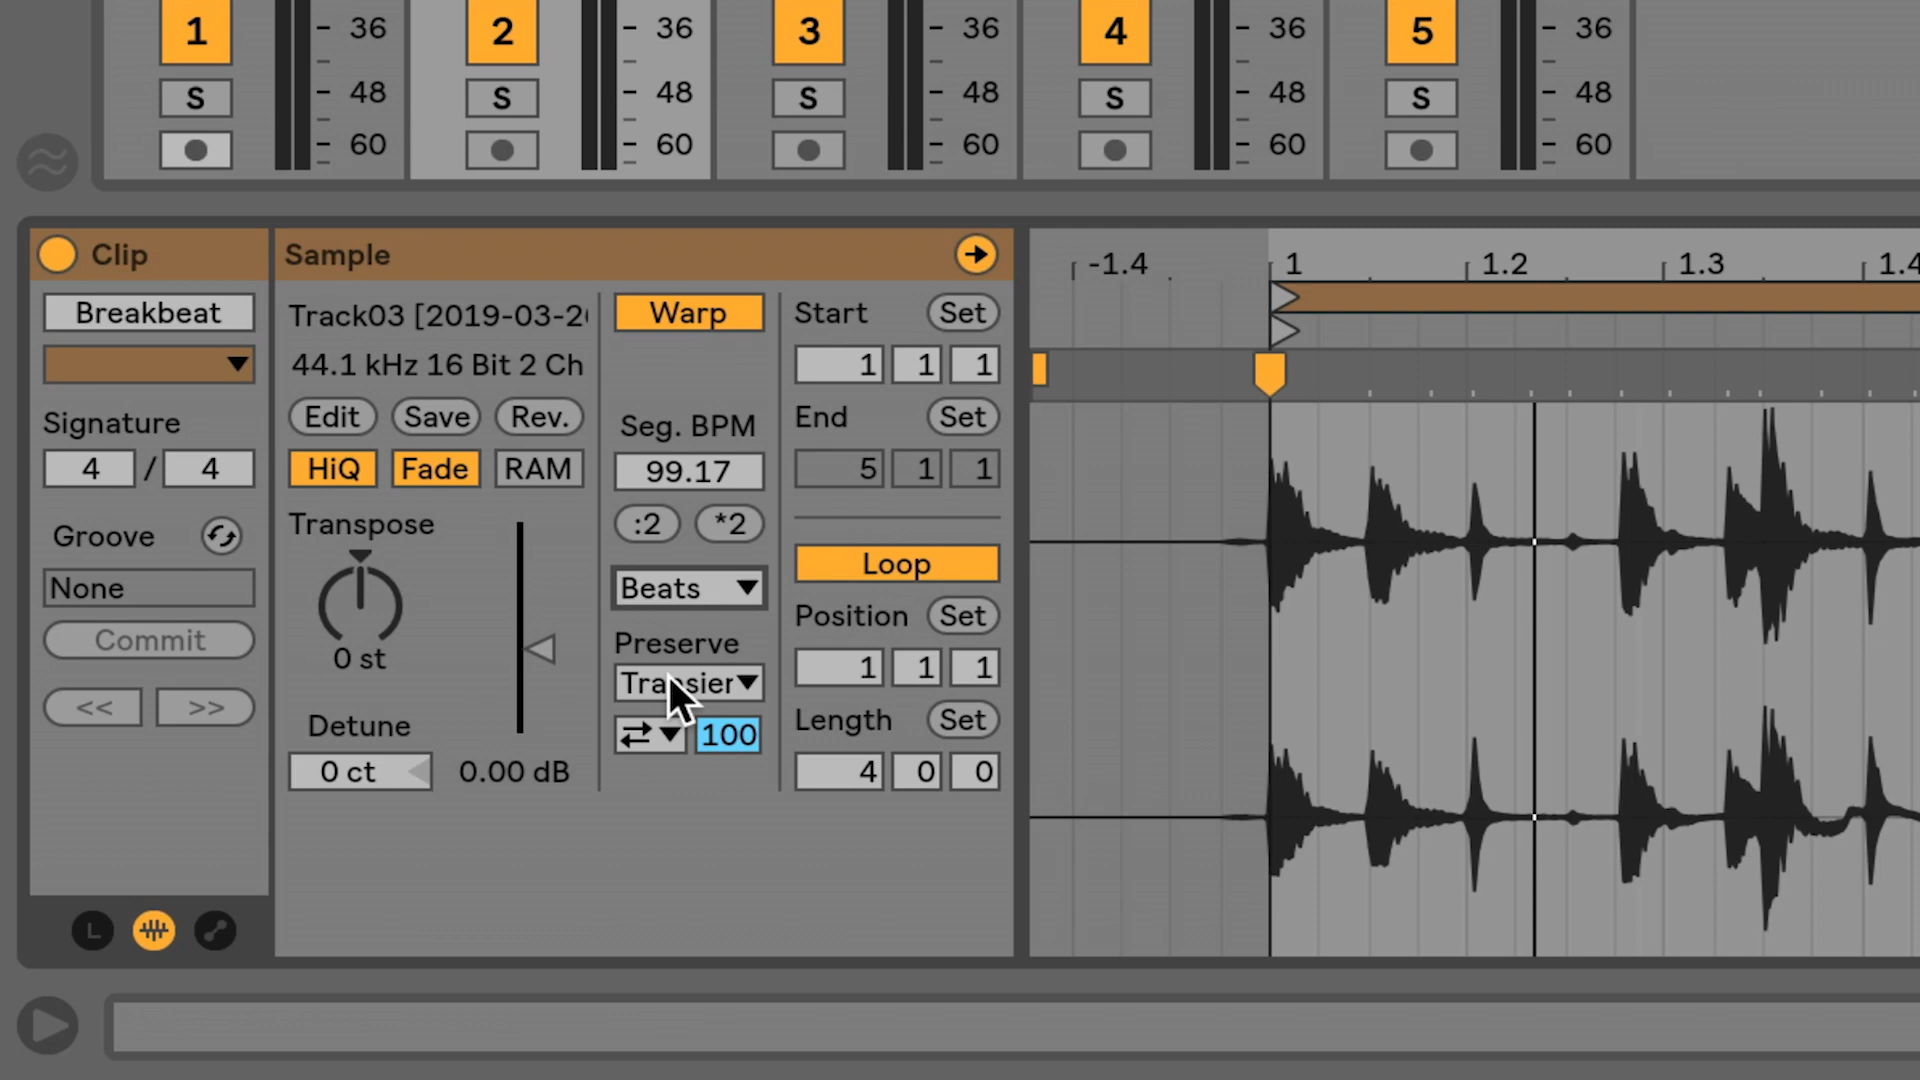 1 36 2 36 3 36 4 36 5 36
S 48 S 48 S 48 S 48 S 48
60 60 60 60 60
Clip
Breakbeat
Signature
4 / 4
Groove
None
Commit
<< >>
L
Sample
Track03 [2019-03-2
44.1 kHz 16 Bit 2 Ch
Edit Save Rev.
HiQ Fade RAM
Transpose
0 st
Detune
0 ct 0.00 dB
Warp
Seg. BPM
99.17
:2 *2
Beats
Preserve
Transier
100
Start Set
1 1 1
End Set
5 1 1
Loop
Position Set
1 1 1
Length Set
4 0 0
-1.4 1 1.2 1.3 1.4